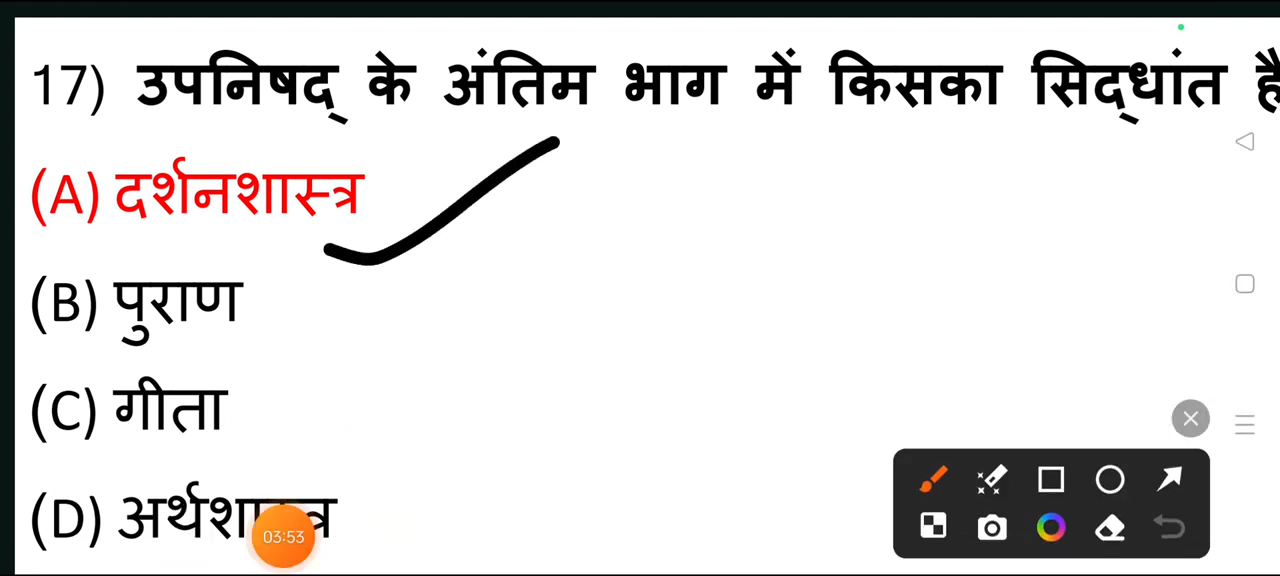 17) उपनिषद् के अंतिम भाग में किसका सिद्धांत है
(A) दर्शनशास्त्र
(B) पुराण
(C) गीता
(D) अर्थशास्त्र
03:53